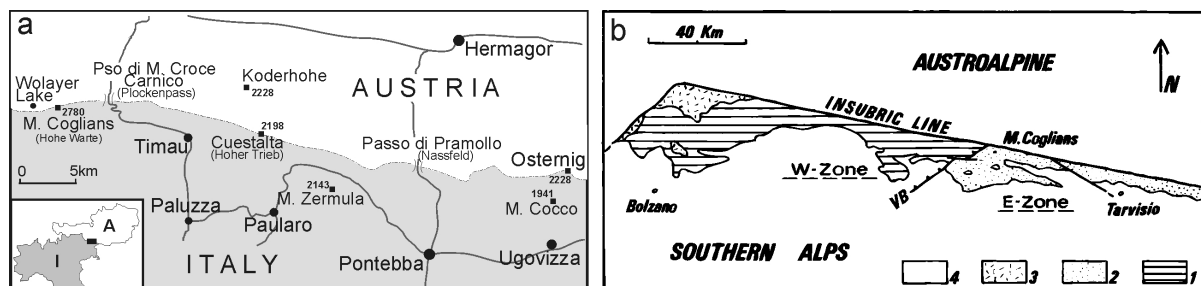 a
Hermagor
Pso di M. Croce
Carnico
(Plockenpass)
Koderhohe
2228
AUSTRIA
Wolayer
Lake
2780
M. Coglians
(Hohe Warte)
Timau
2198
Cuestalta
(Hoher Trieb)
Passo di Pramollo
(Nassfeld)
Osternig
2228
0 5km
2143
M. Zermula
1941
M. Cocco
Paluzza
Paularo
A
I
ITALY
Pontebba
Ugovizza
b
40 Km
AUSTROALPINE
N
INSUBRIC LINE
M. Coglians
W-Zone
VB
E-Zone
Bolzano
Tarvisio
SOUTHERN ALPS
4 3 2 1